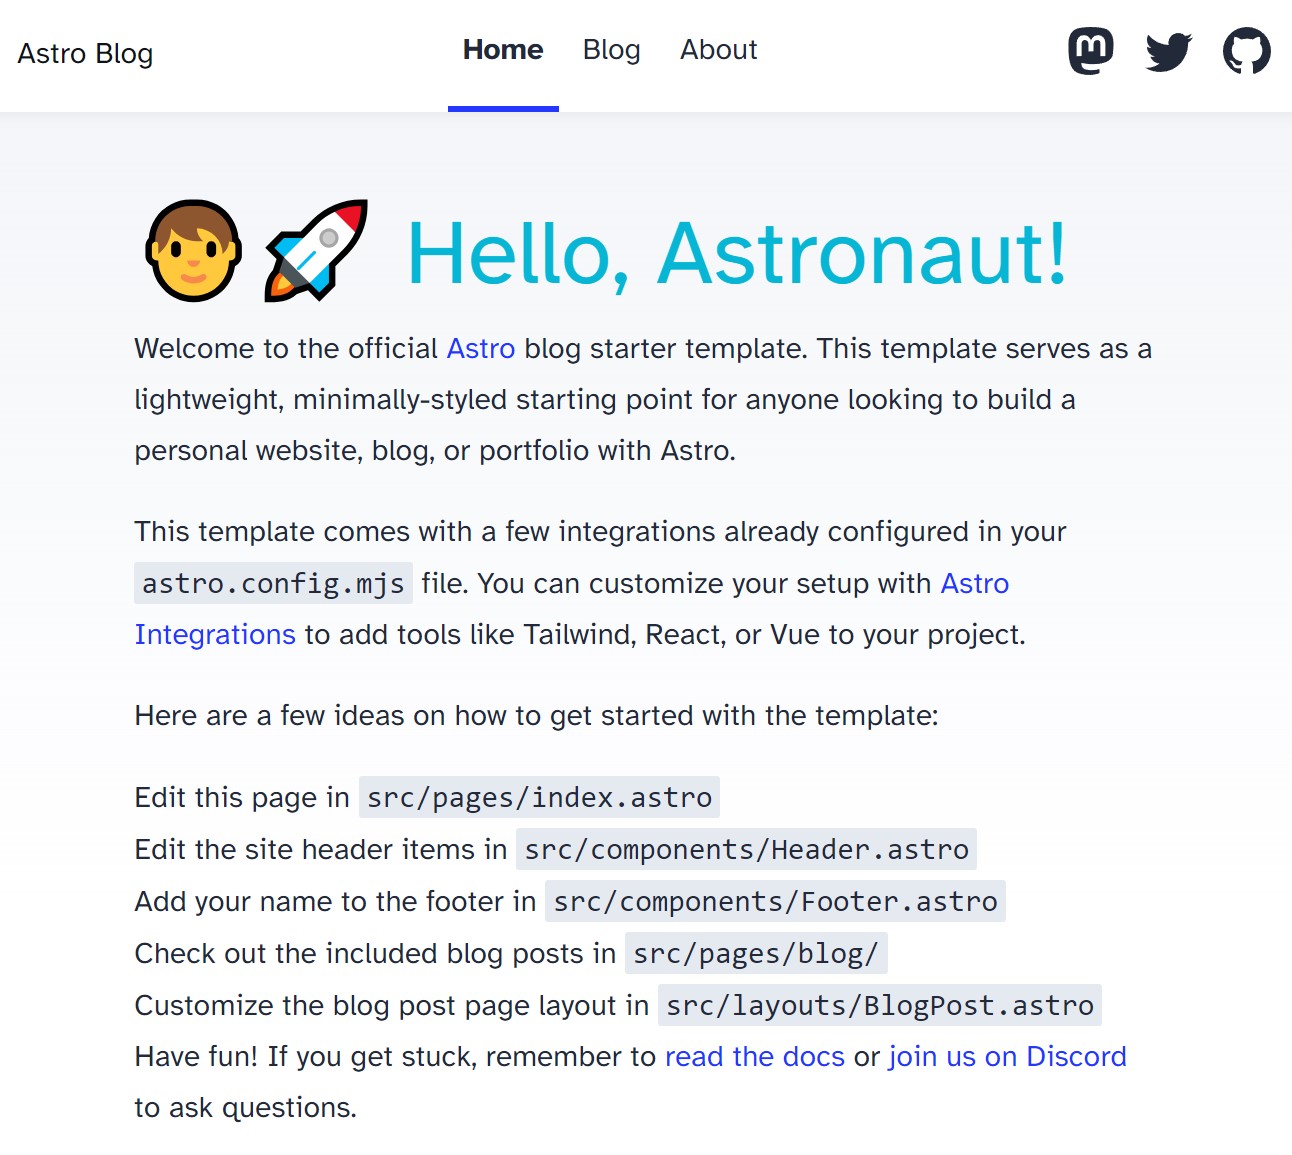 Astro Blog
Home Blog About
Hello, Astronaut!
Welcome to the official Astro blog starter template. This template serves as a
lightweight, minimally-styled starting point for anyone looking to build a
personal website, blog, or portfolio with Astro.
This template comes with a few integrations already configured in your
astro.config.mjs file. You can customize your setup with Astro
Integrations to add tools like Tailwind, React, or Vue to your project.
Here are a few ideas on how to get started with the template:
Edit this page in src/pages/index.astro
Edit the site header items in src/components/Header.astro
Add your name to the footer in src/components/Footer.astro
Check out the included blog posts in src/pages/blog/
Customize the blog post page layout in src/layouts/BlogPost.astro
Have fun! If you get stuck, remember to read the docs or join us on Discord
to ask questions.